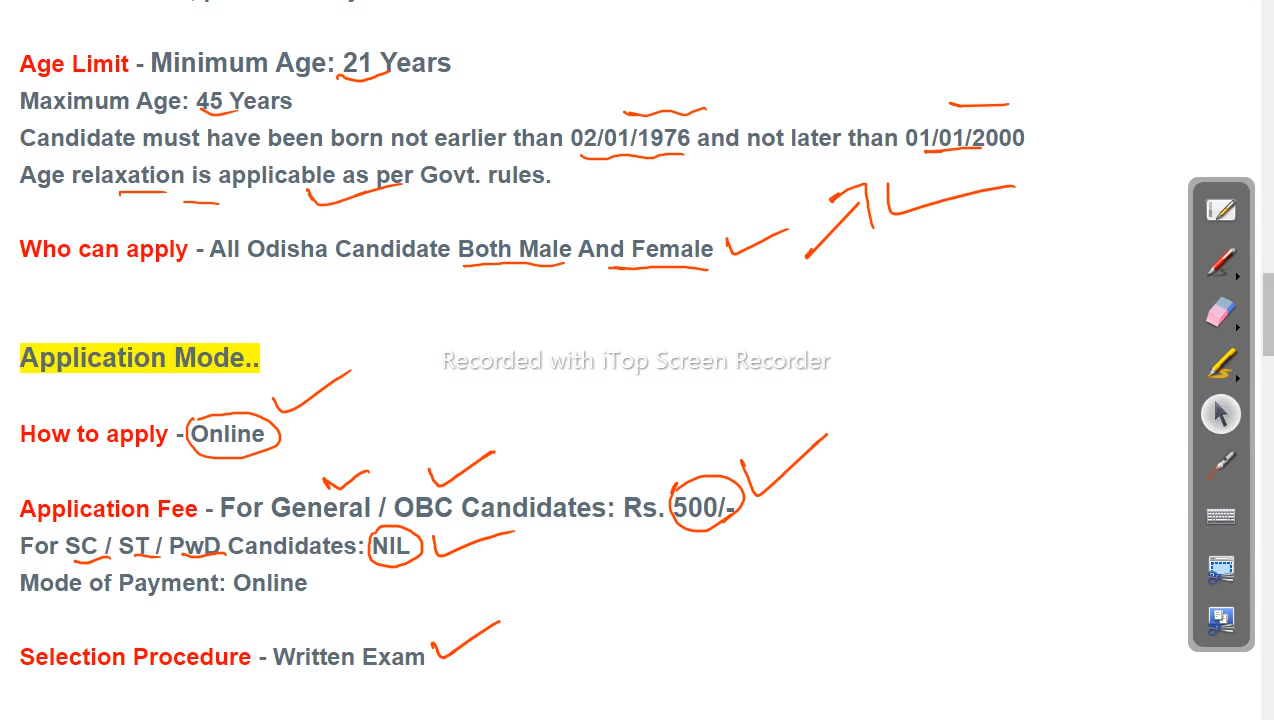 Age Limit - Minimum Age: 21 Years
Maximum Age: 45 Years
Candidate must have been born not earlier than 02/01/1976 and not later than 01/01/2000
Age relaxation is applicable as per Govt. rules.
Who can apply - All Odisha Candidate Both Male And Female
Application Mode..
Recorded with iTop Screen Recorder
How to apply - Online
Application Fee - For General / OBC Candidates: Rs. 500/-
For SC / ST / PwD Candidates: NIL
Mode of Payment: Online
Selection Procedure - Written Exam